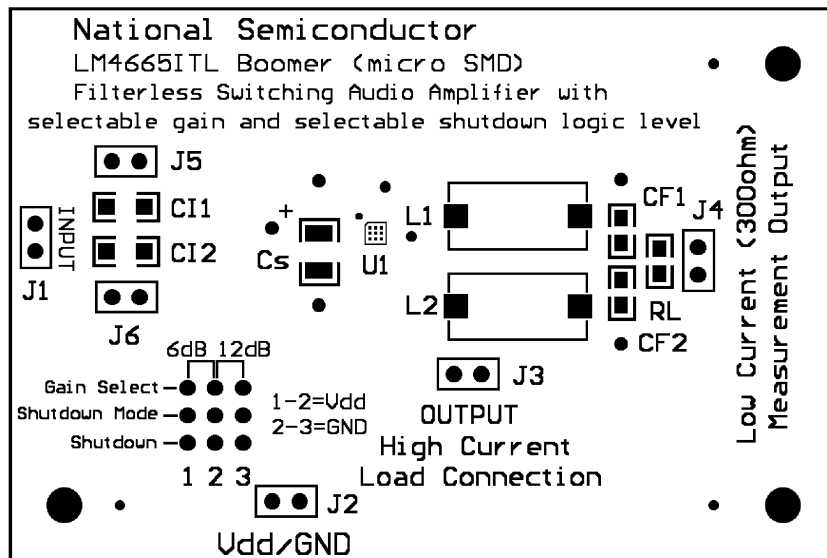 National Semiconductor
LM4665ITL Boomer (micro SMD)
Filterless Switching Audio Amplifier with
selectable gain and selectable shutdown logic level
J5
CI1
CI2
INPUT
J1
J6
+
Cs
U1
L1
L2
CF1
J4
RL
CF2
Low Current (300ohm)
Measurement Output
6dB 12dB
Gain Select
Shutdown Mode
Shutdown
1 2 3
1-2=Vdd
2-3=GND
J3
OUTPUT
High Current
Load Connection
J2
Vdd/GND